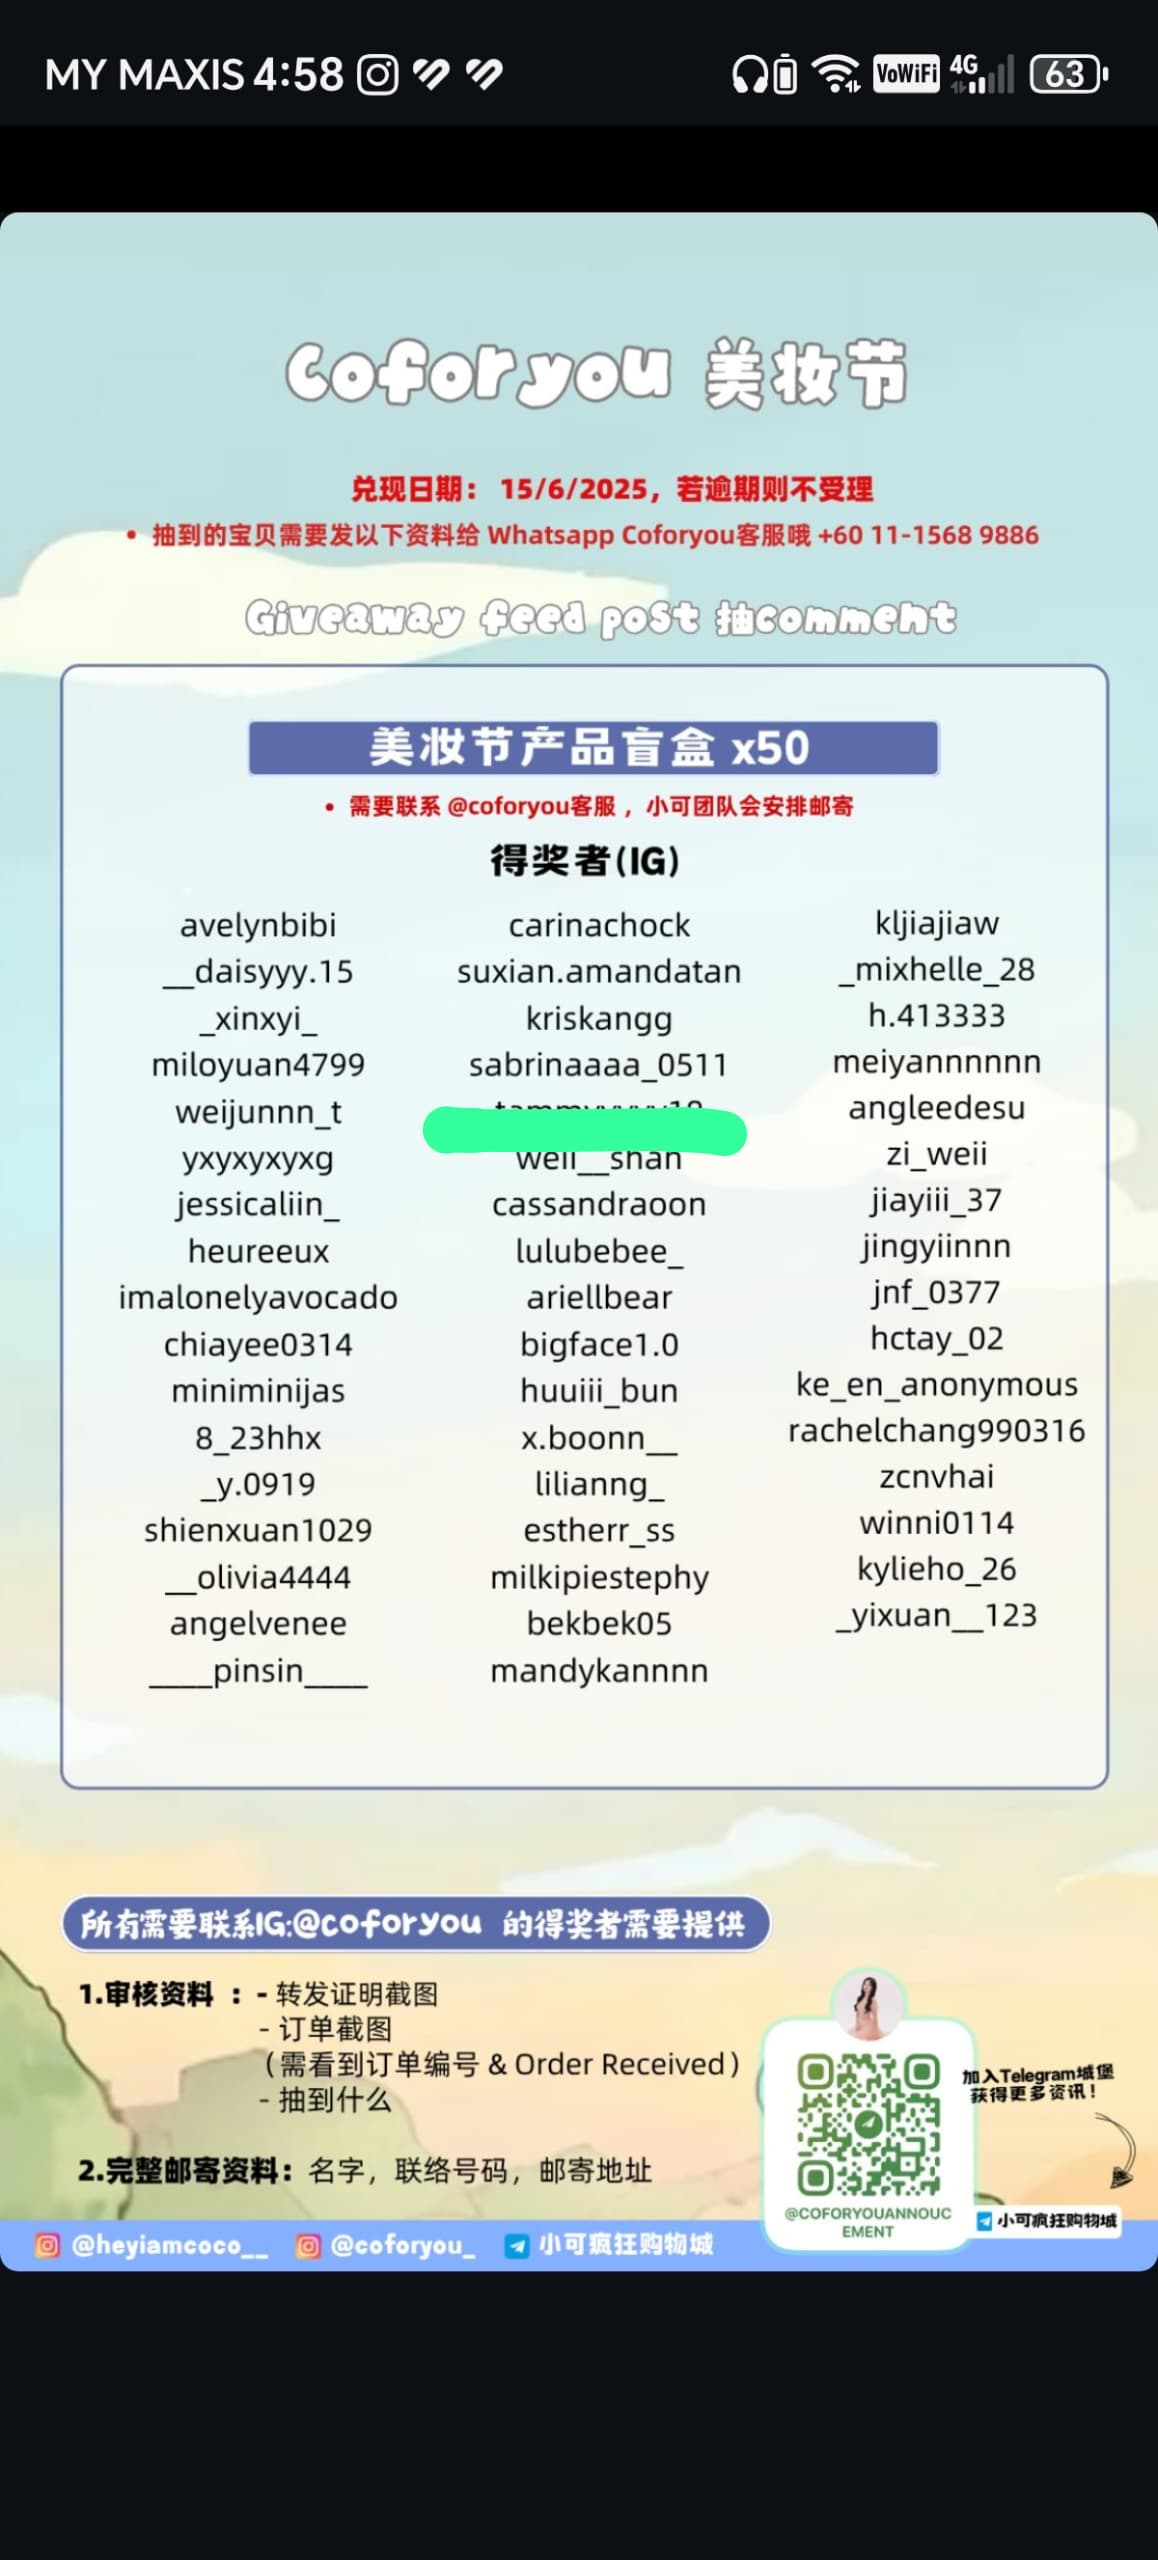 MY MAXIS 4:58
VoWiFi 4G 63
Coforyou 美妆节
兑现日期： 15/6/2025，若逾期则不受理
• 抽到的宝贝需要发以下资料给 Whatsapp Coforyou客服哦 +60 11-1568 9886
Giveaway feed post 抽comment
美妆节产品盲盒 x50
• 需要联系 @coforyou客服 ，小可团队会安排邮寄
得奖者(IG)
avelynbibi
__daisyyy.15
_xinxyi_
miloyuan4799
weijunnn_t
yxyxyxyxg
jessicaliin_
heureeux
imalonelyavocado
chiayee0314
miniminijas
8_23hhx
_y.0919
shienxuan1029
__olivia4444
angelvenee
____pinsin____
carinachock
suxian.amandatan
kriskangg
sabrinaaaa_0511
weii__shan
cassandraoon
lulubebee_
ariellbear
bigface1.0
huuiii_bun
x.boonn__
lilianng_
estherr_ss
milkipiestephy
bekbek05
mandykannnn
kljiajiaw
_mixhelle_28
h.413333
meiyannnnnn
angleedesu
zi_weii
jiayiii_37
jingyiinnn
jnf_0377
hctay_02
ke_en_anonymous
rachelchang990316
zcnvhai
winni0114
kylieho_26
_yixuan__123
所有需要联系IG:@coforyou 的得奖者需要提供
1.审核资料 ：- 转发证明截图
- 订单截图
（需看到订单编号 & Order Received）
- 抽到什么
2.完整邮寄资料：名字，联络号码，邮寄地址
加入Telegram城堡
获得更多资讯！
@COFORYOUANNOUC
EMENT
小可疯狂购物城
@heyiamcoco__ @coforyou_ 小可疯狂购物城